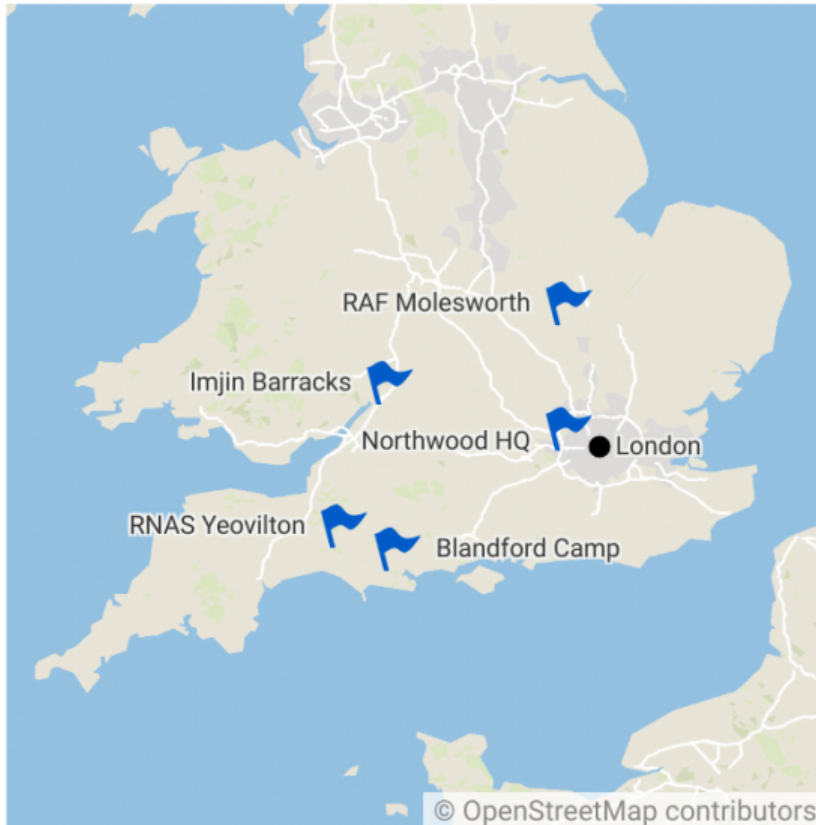 RAF Molesworth
Imjin Barracks
Northwood HQ
London
RNAS Yeovilton
Blandford Camp
© OpenStreetMap contributors